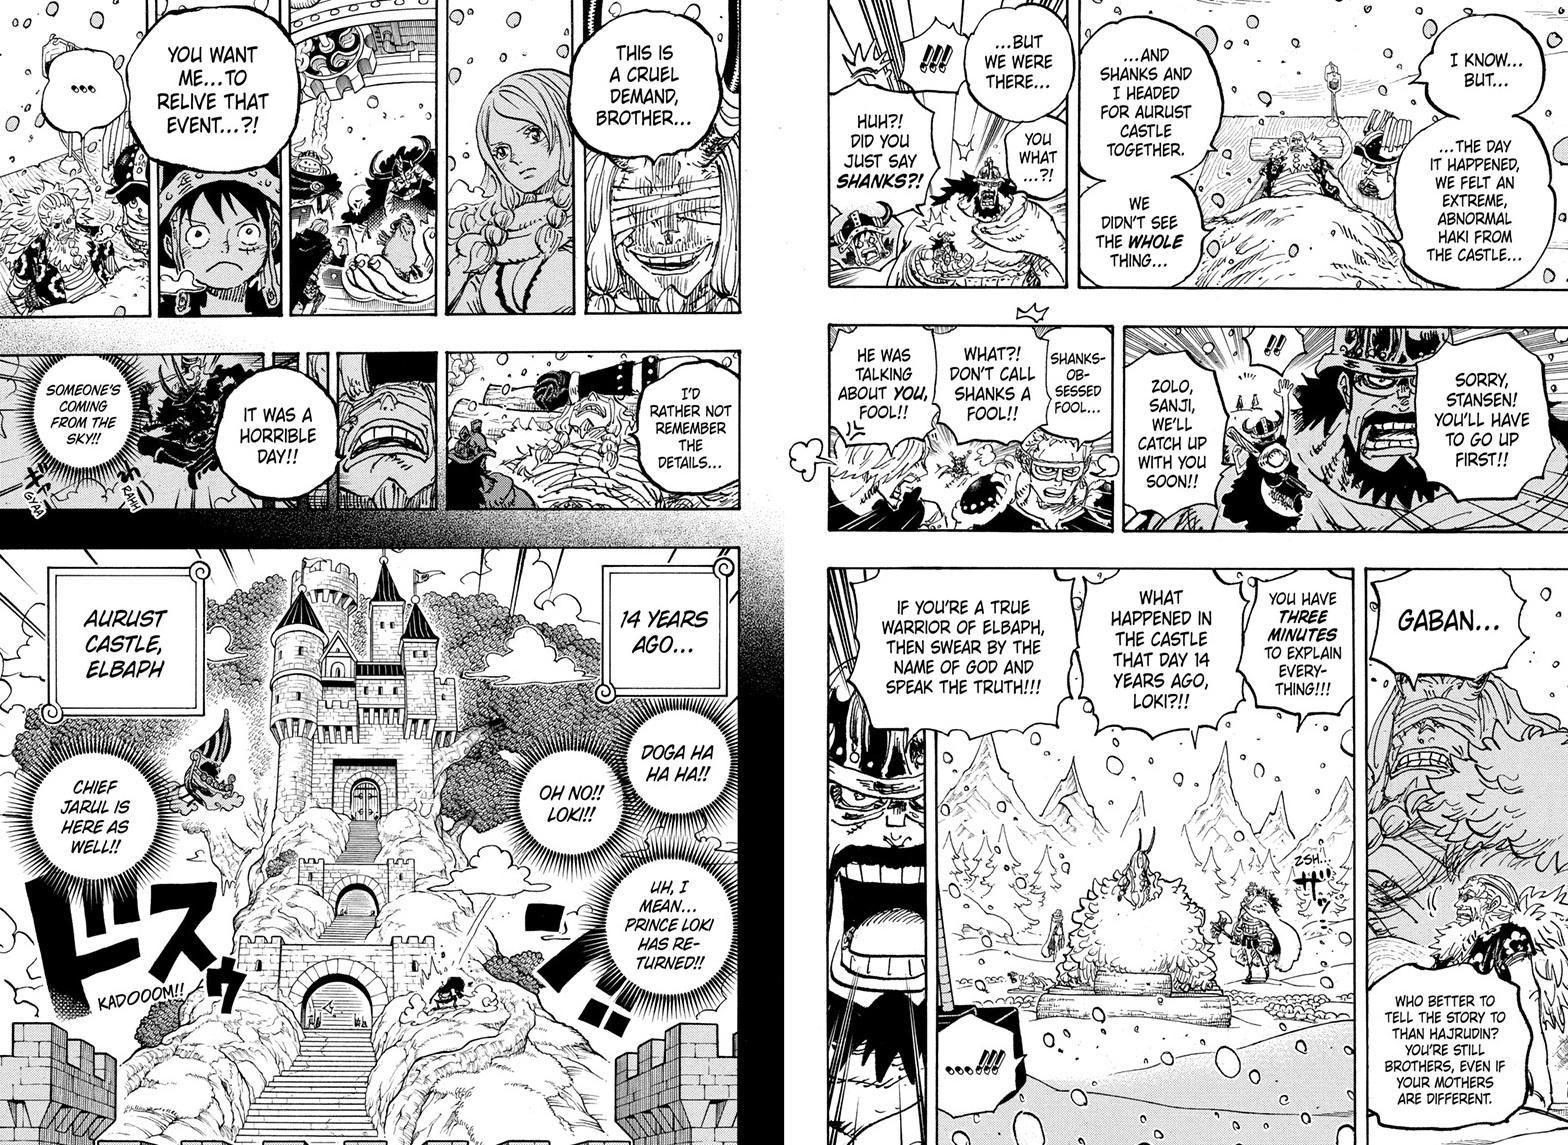 I KNOW...
BUT...
...THE DAY
IT HAPPENED,
WE FELT AN
EXTREME,
ABNORMAL
HAKI FROM
THE CASTLE...
...AND
SHANKS AND
I HEADED
FOR AURUST
CASTLE
TOGETHER.
WE
DIDN'T SEE
THE WHOLE
THING...
...BUT
WE WERE
THERE...
YOU
WHAT
...?!
!!!
HUH?!
DID YOU
JUST SAY
SHANKS?!
SORRY,
STANSEN!
YOU'LL HAVE
TO GO UP
FIRST!!
!!
ZOLO,
SANJI,
WE'LL
CATCH UP
WITH YOU
SOON!!
SHANKS-
OB-
SESSED
FOOL...
WHAT?!
DON'T CALL
SHANKS A
FOOL!!
HE WAS
TALKING
ABOUT YOU,
FOOL!!
GABAN...
WHO BETTER TO
TELL THE STORY TO
THAN HAJRUDIN?
YOU'RE STILL
BROTHERS, EVEN IF
YOUR MOTHERS
ARE DIFFERENT.
YOU HAVE
THREE
MINUTES
TO EXPLAIN
EVERY-
THING!!!
WHAT
HAPPENED IN
THE CASTLE
THAT DAY 14
YEARS AGO,
LOKI?!!
IF YOU'RE A TRUE
WARRIOR OF ELBAPH,
THEN SWEAR BY THE
NAME OF GOD AND
SPEAK THE TRUTH!!!
ZSH...
ザッ
...!!!
THIS IS
A CRUEL
DEMAND,
BROTHER...
YOU WANT
ME...TO
RELIVE THAT
EVENT...?!
...
I'D
RATHER NOT
REMEMBER
THE
DETAILS...
IT WAS A
HORRIBLE
DAY!!
SOMEONE'S
COMING
FROM THE
SKY!!
RAHH
GYAA
14 YEARS
AGO...
AURUST
CASTLE,
ELBAPH
DOGA HA
HA HA!!
OH NO!!
LOKI!!
UH, I
MEAN...
PRINCE LOKI
HAS RE-
TURNED!!
CHIEF
JARUL IS
HERE AS
WELL!!
ドスゥ
KADOOOM!!